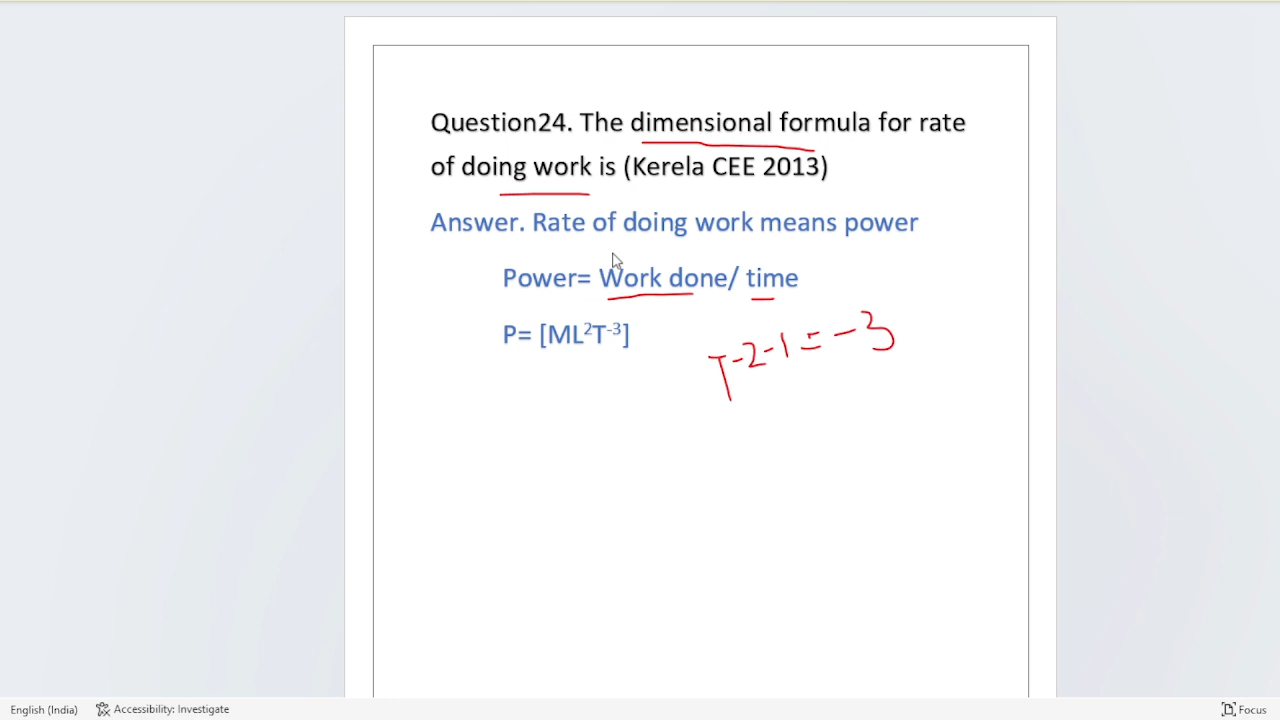 Question24. The dimensional formula for rate
of doing work is (Kerela CEE 2013)
Answer. Rate of doing work means power
Power= Work done/ time
P= [ML²T⁻³]
T⁻²⁻¹ = -3
English (India)
Accessibility: Investigate
Focus